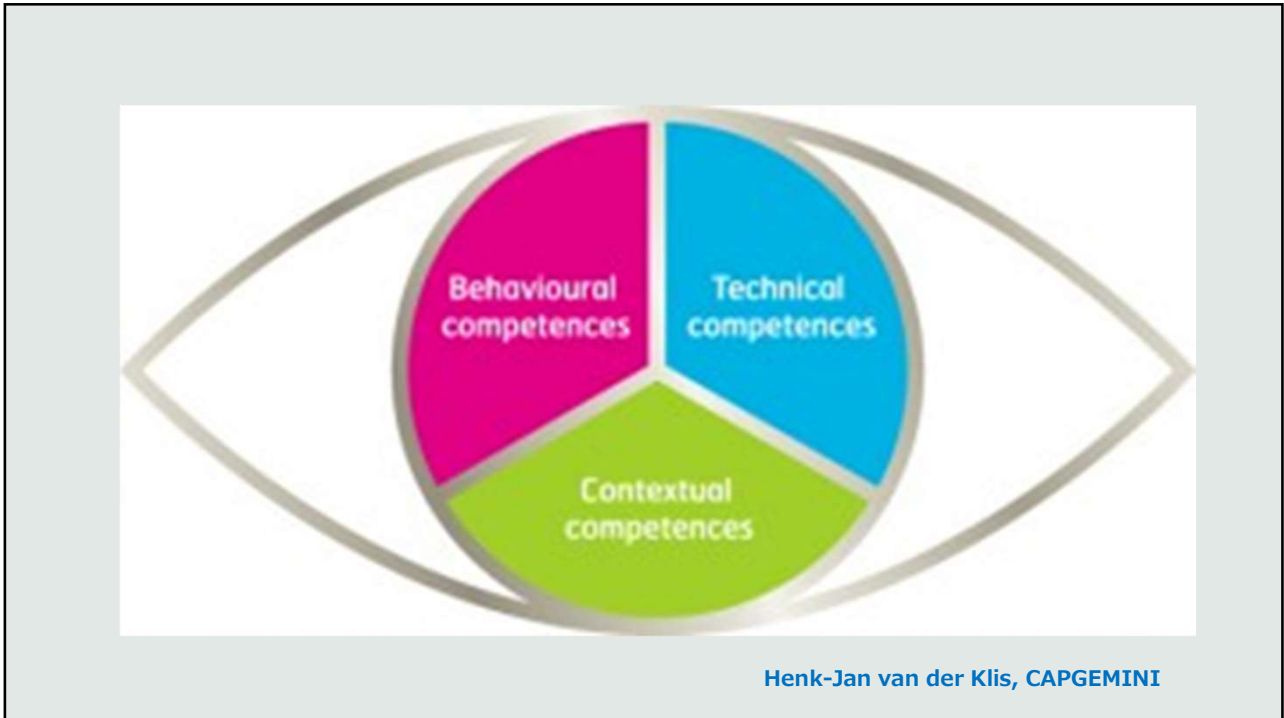 Behavioural
competences
Technical
competences
Contextual
competences
Henk-Jan van der Klis, CAPGEMINI